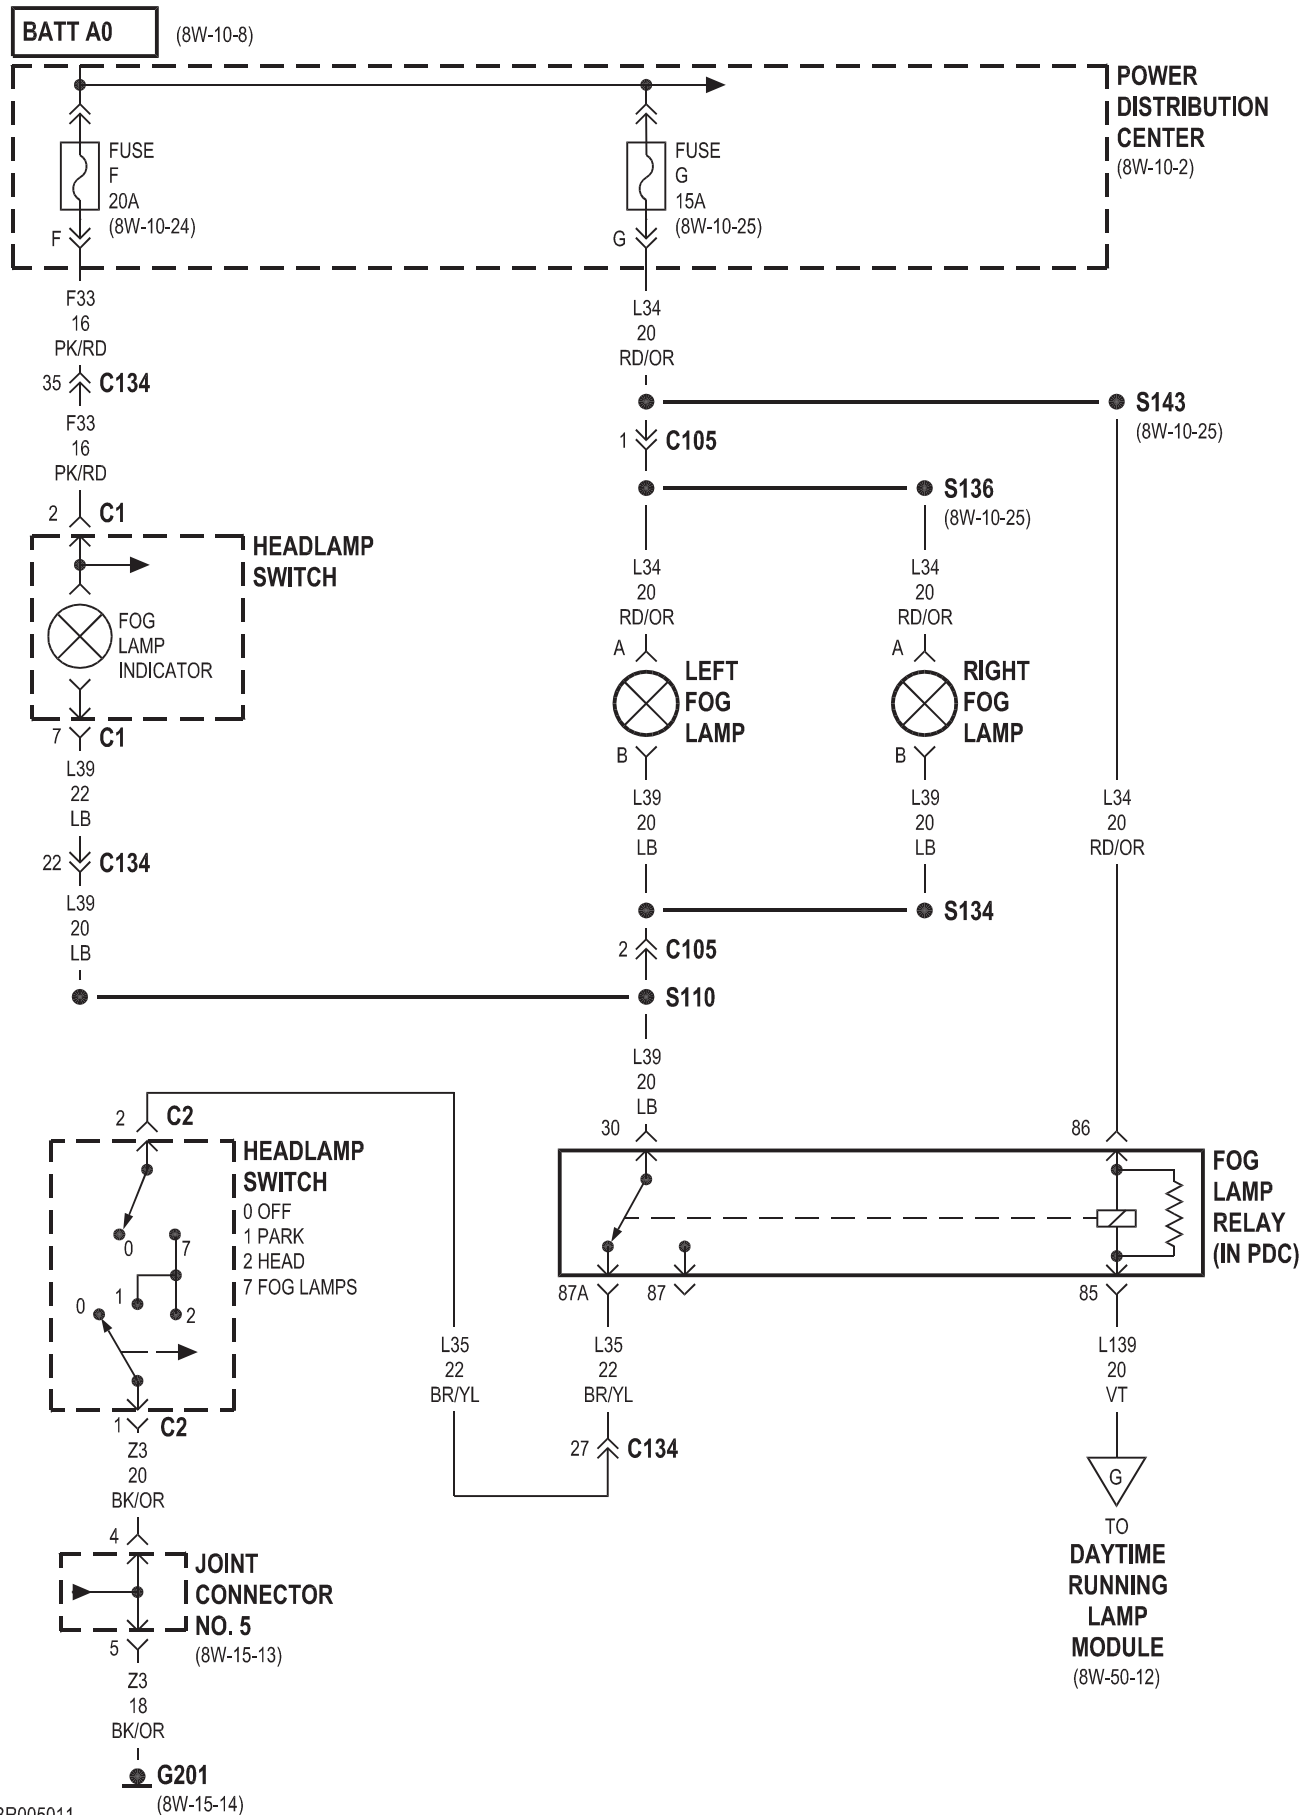 BATT A0
(8W-10-8)
POWER
DISTRIBUTION
CENTER
(8W-10-2)
FUSE
F
20A
(8W-10-24)
F
FUSE
G
15A
(8W-10-25)
G
F33
16
PK/RD
35
C134
F33
16
PK/RD
2
C1
L34
20
RD/OR
S143
(8W-10-25)
1
C105
S136
(8W-10-25)
HEADLAMP
SWITCH
FOG
LAMP
INDICATOR
7
C1
L34
20
RD/OR
A
LEFT
FOG
LAMP
B
L34
20
RD/OR
A
RIGHT
FOG
LAMP
B
L39
22
LB
22
C134
L39
20
LB
L39
20
LB
L39
20
LB
L34
20
RD/OR
S134
2
C105
S110
L39
20
LB
2
C2
HEADLAMP
SWITCH
0 OFF
1 PARK
2 HEAD
7 FOG LAMPS
0
7
1
0
2
1
C2
30
86
FOG
LAMP
RELAY
(IN PDC)
87A
87
85
L35
22
BR/YL
L35
22
BR/YL
27
C134
L139
20
VT
G
TO
DAYTIME
RUNNING
LAMP
MODULE
(8W-50-12)
Z3
20
BK/OR
4
JOINT
CONNECTOR
NO. 5
(8W-15-13)
5
Z3
18
BK/OR
G201
(8W-15-14)